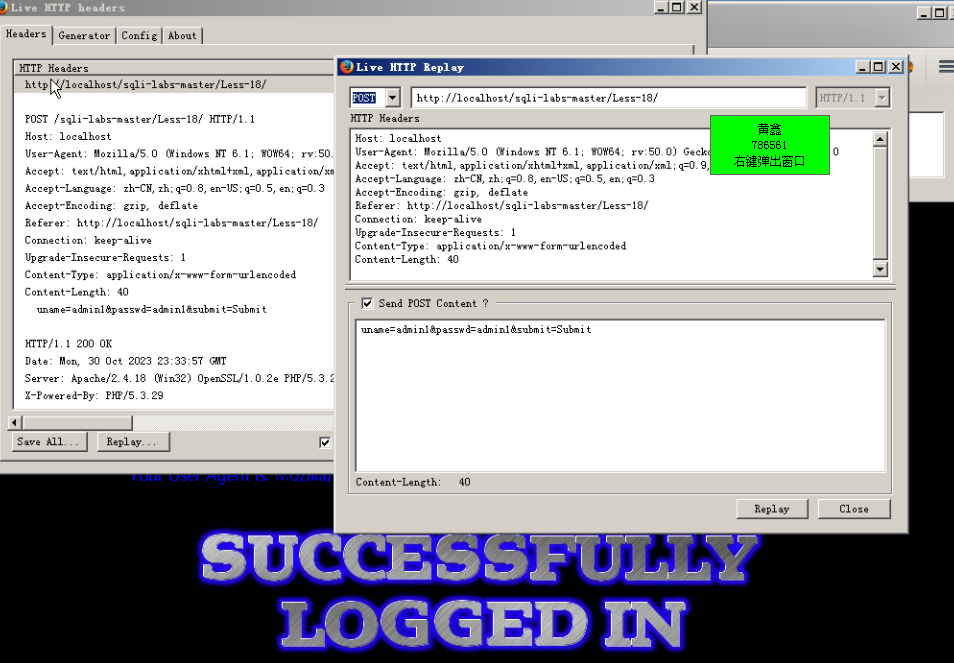 Live HTTP headers
Headers Generator Config About
HTTP Headers
http://localhost/sqli-labs-master/Less-18/
POST /sqli-labs-master/Less-18/ HTTP/1.1
Host: localhost
User-Agent: Mozilla/5.0 (Windows NT 6.1; WOW64; rv:50.
Accept: text/html,application/xhtml+xml,application/xm
Accept-Language: zh-CN,zh;q=0.8,en-US;q=0.5,en;q=0.3
Accept-Encoding: gzip, deflate
Referer: http://localhost/sqli-labs-master/Less-18/
Connection: keep-alive
Upgrade-Insecure-Requests: 1
Content-Type: application/x-www-form-urlencoded
Content-Length: 40
uname=admin1&passwd=admin1&submit=Submit
HTTP/1.1 200 OK
Date: Mon, 30 Oct 2023 23:33:57 GMT
Server: Apache/2.4.18 (Win32) OpenSSL/1.0.2e PHP/5.3.2
X-Powered-By: PHP/5.3.29
Save All... Replay...
Live HTTP Replay
POST http://localhost/sqli-labs-master/Less-18/ HTTP/1.1
HTTP Headers
Host: localhost
User-Agent: Mozilla/5.0 (Windows NT 6.1; WOW64; rv:50.0) Gecko 0
Accept: text/html,application/xhtml+xml,application/xml;q=0.9,
Accept-Language: zh-CN,zh;q=0.8,en-US;q=0.5,en;q=0.3
Accept-Encoding: gzip, deflate
Referer: http://localhost/sqli-labs-master/Less-18/
Connection: keep-alive
Upgrade-Insecure-Requests: 1
Content-Type: application/x-www-form-urlencoded
Content-Length: 40
黄鑫
786561
右键弹出窗口
Send POST Content ?
uname=admin1&passwd=admin1&submit=Submit
Content-Length: 40
Replay Close
Your User Agent is: Mozilla/
SUCCESSFULLY
LOGGED IN